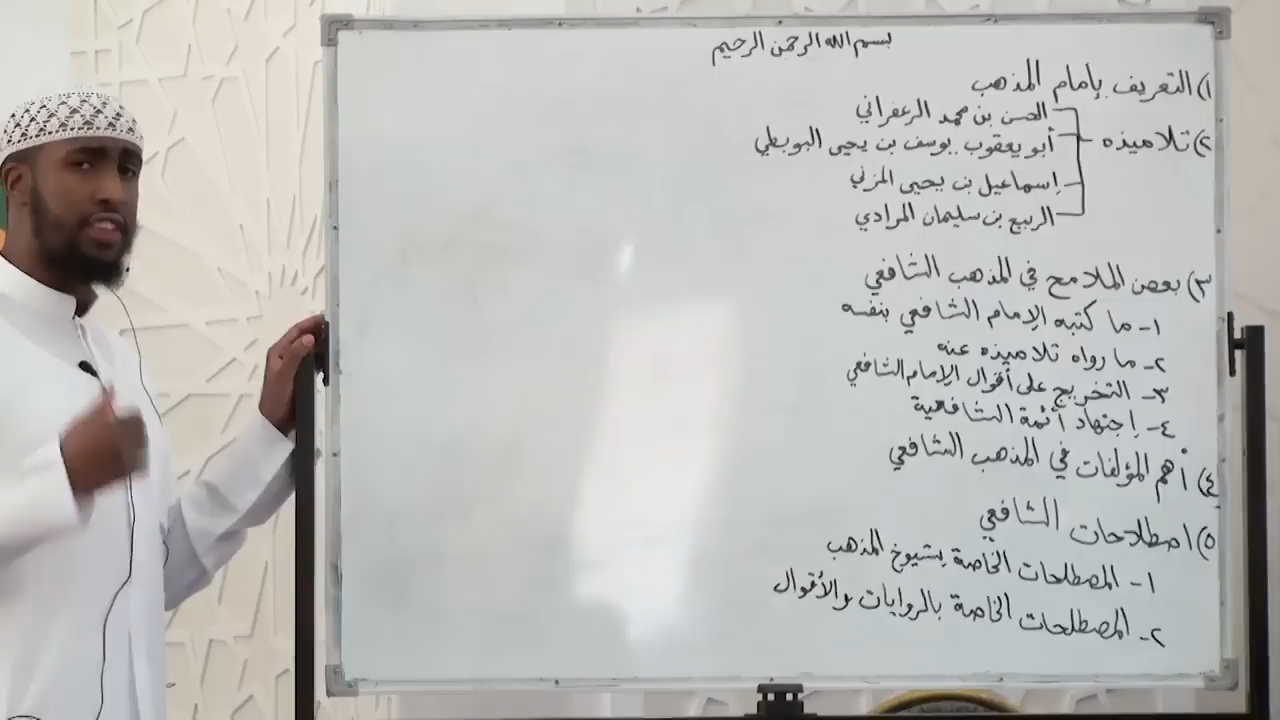 بسم الله الرحمن الرحيم
١) التعريف بإمام المذهب
٢) تلاميذه
الحسن بن محمد الزعفراني
أبو يعقوب يوسف بن يحيى البويطي
إسماعيل بن يحيى المزني
الربيع بن سليمان المرادي
٣) بعض الملامح في المذهب الشافعي
١- ما كتبه الإمام الشافعي بنفسه
٢- ما رواه تلاميذه عنه
٣- التخريج على أقوال الإمام الشافعي
٤- إجتهاد أئمة الشافعية
٤) أهم المؤلفات في المذهب الشافعي
٥) اصطلاحات الشافعي
١- المصطلحات الخاصة بشيوخ المذهب
٢- المصطلحات الخاصة بالروايات والأقوال